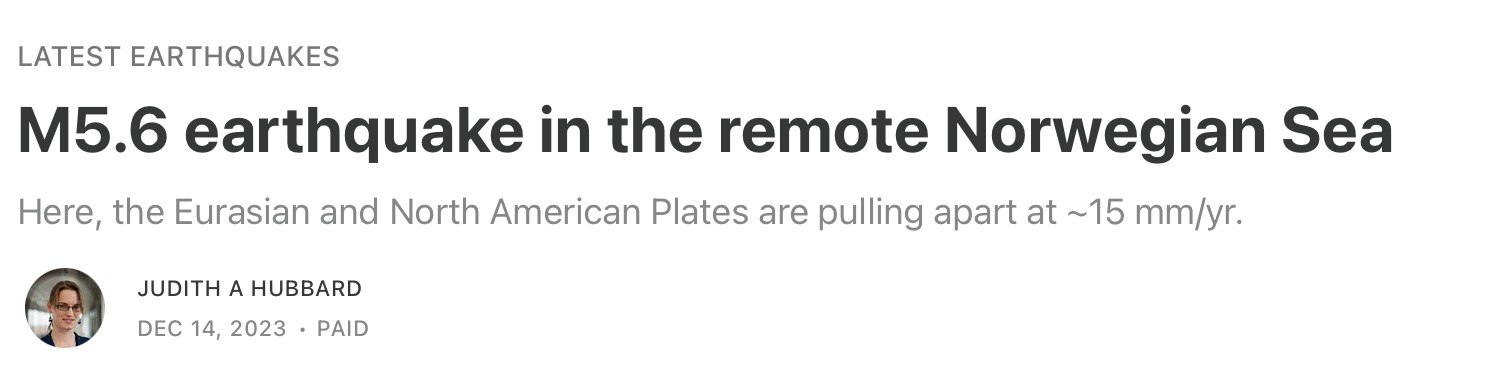 LATEST EARTHQUAKES
M5.6 earthquake in the remote Norwegian Sea
Here, the Eurasian and North American Plates are pulling apart at ~15 mm/yr.
JUDITH A HUBBARD
DEC 14, 2023 • PAID